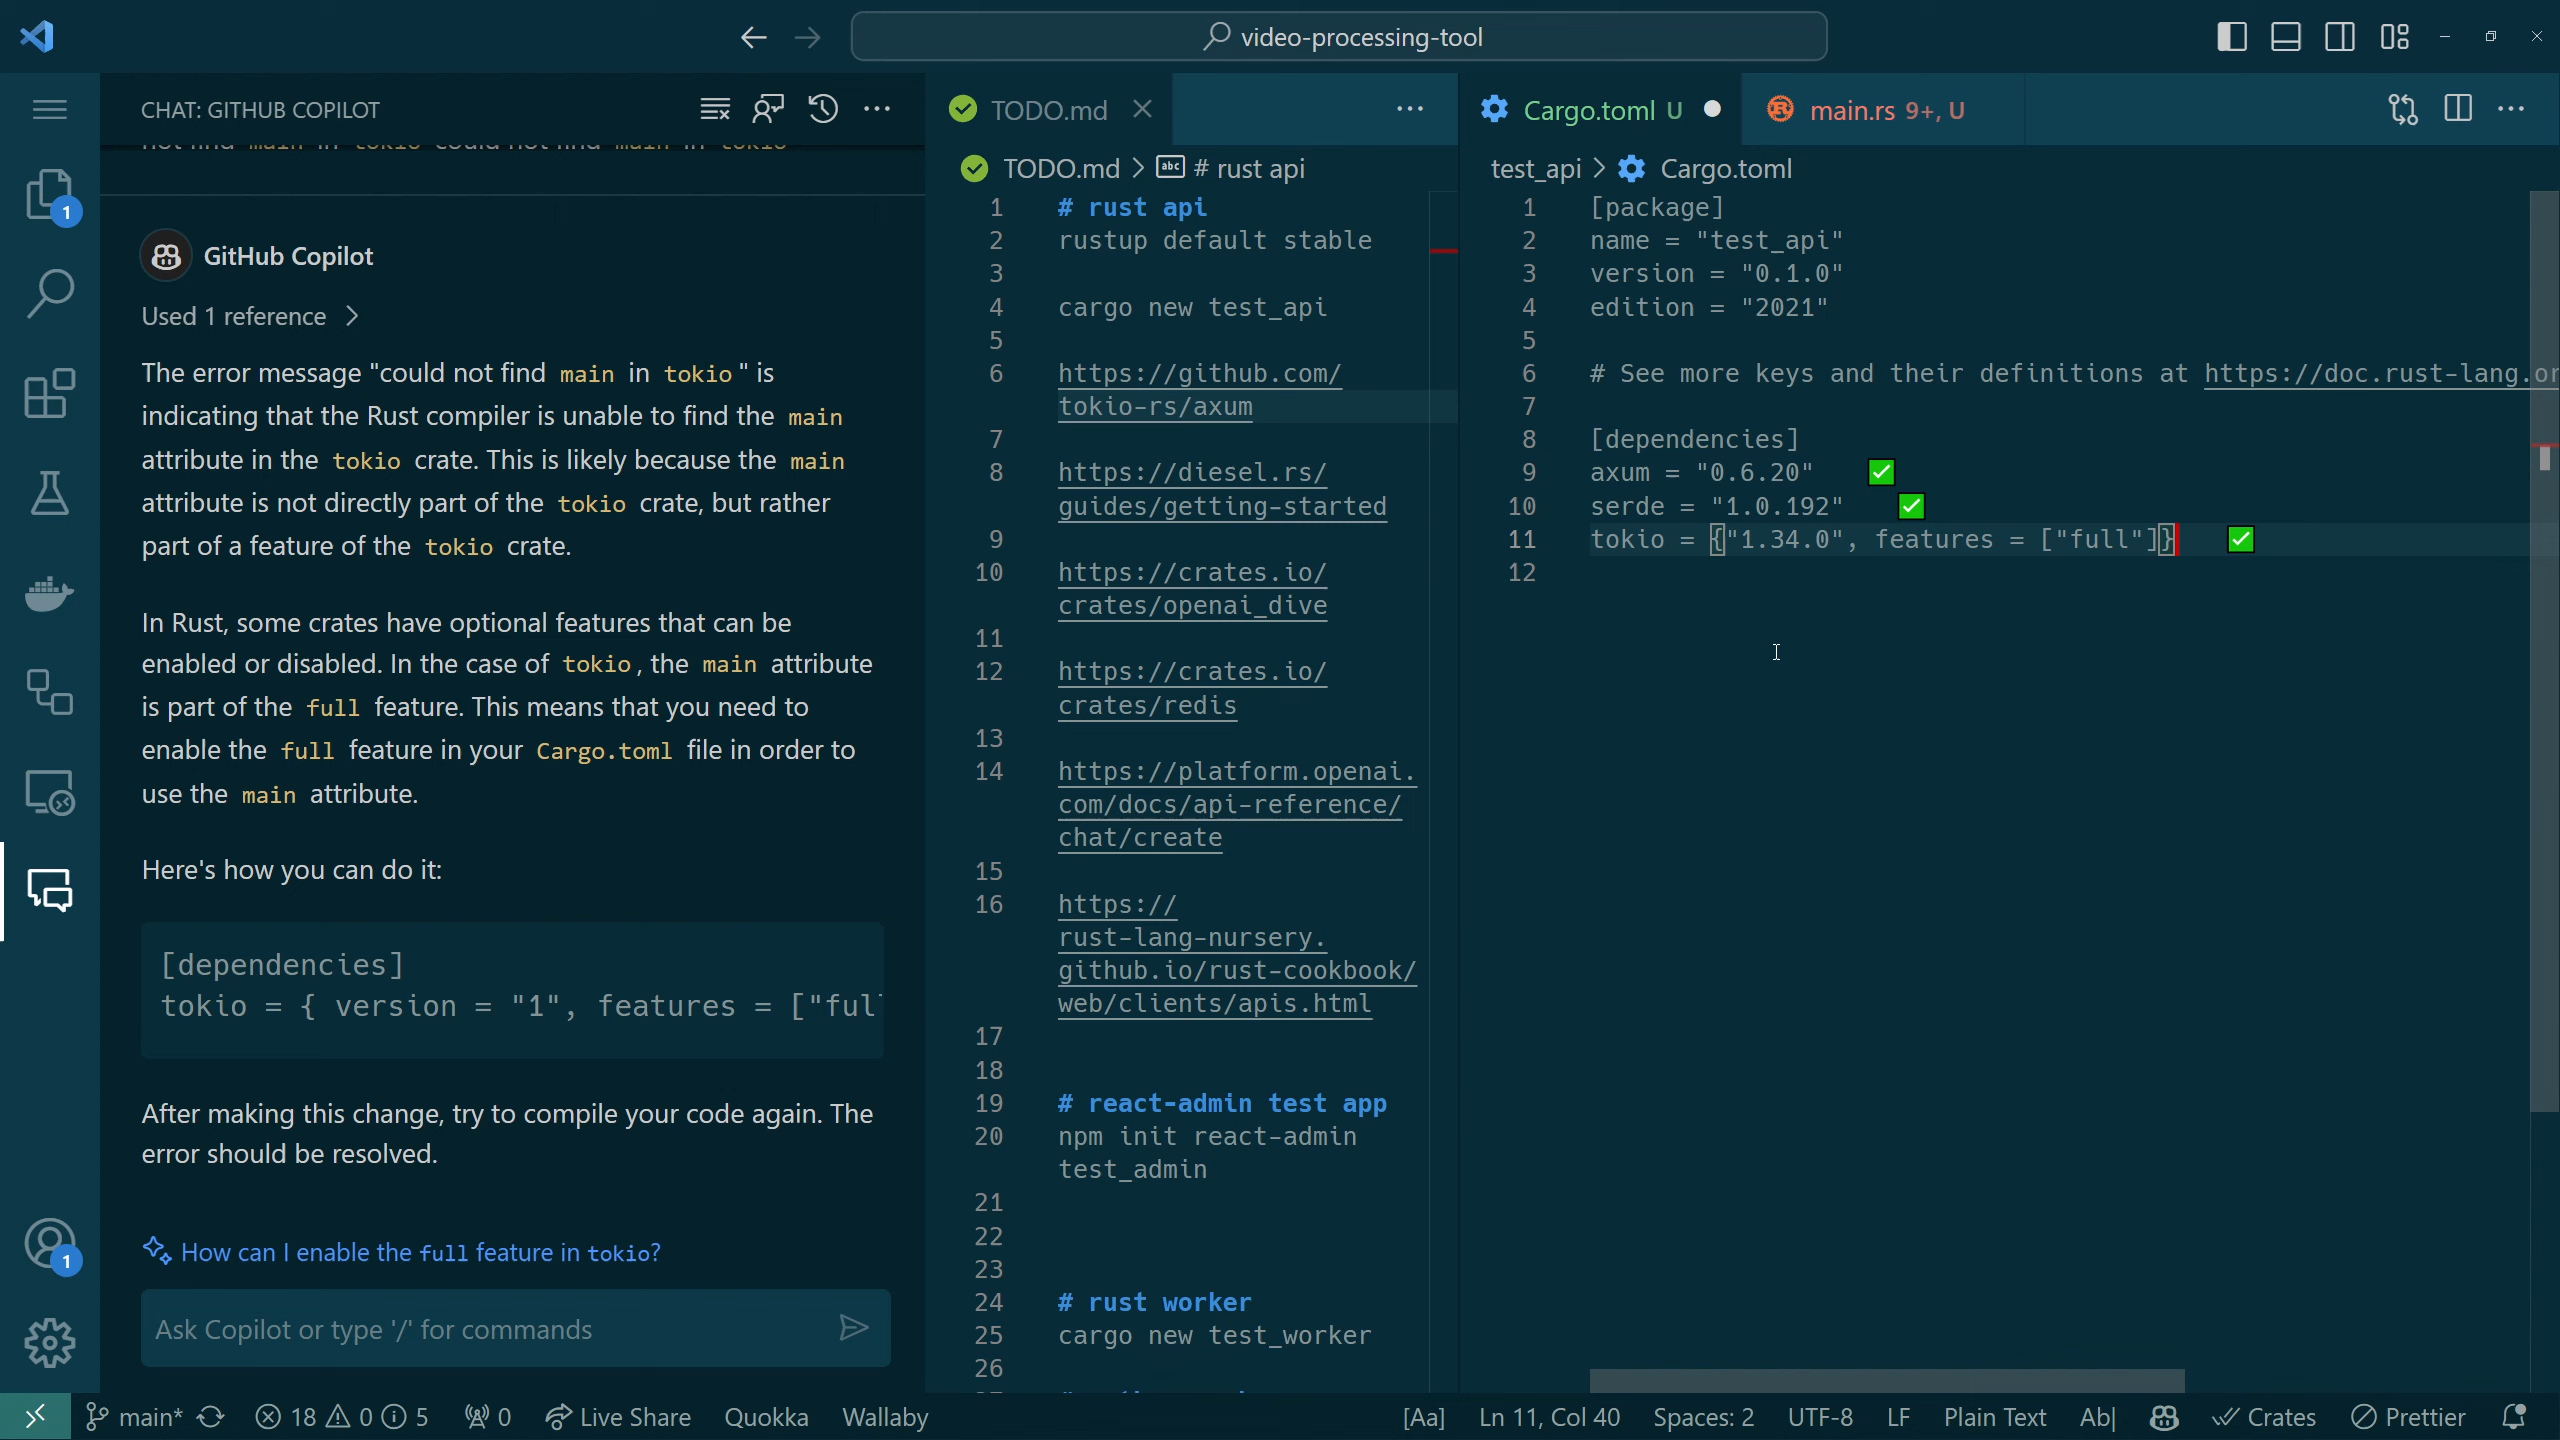 video-processing-tool
CHAT: GITHUB COPILOT
GitHub Copilot
Used 1 reference
The error message "could not find main in tokio" is
indicating that the Rust compiler is unable to find the main
attribute in the tokio crate. This is likely because the main
attribute is not directly part of the tokio crate, but rather
part of a feature of the tokio crate.
In Rust, some crates have optional features that can be
enabled or disabled. In the case of tokio, the main attribute
is part of the full feature. This means that you need to
enable the full feature in your Cargo.toml file in order to
use the main attribute.
Here's how you can do it:
[dependencies]
tokio = { version = "1", features = ["full
After making this change, try to compile your code again. The
error should be resolved.
How can I enable the full feature in tokio?
Ask Copilot or type '/' for commands
1
1
TODO.md
TODO.md > # rust api
1 # rust api
2 rustup default stable
3
4 cargo new test_api
5
6 https://github.com/
tokio-rs/axum
7
8 https://diesel.rs/
guides/getting-started
9
10 https://crates.io/
crates/openai_dive
11
12 https://crates.io/
crates/redis
13
14 https://platform.openai.
com/docs/api-reference/
chat/create
15
16 https://
rust-lang-nursery.
github.io/rust-cookbook/
web/clients/apis.html
17
18
19 # react-admin test app
20 npm init react-admin
test_admin
21
22
23
24 # rust worker
25 cargo new test_worker
26
Cargo.toml U
main.rs 9+, U
test_api > Cargo.toml
1 [package]
2 name = "test_api"
3 version = "0.1.0"
4 edition = "2021"
5
6 # See more keys and their definitions at https://doc.rust-lang.or
7
8 [dependencies]
9 axum = "0.6.20" ✅
10 serde = "1.0.192" ✅
11 tokio = {"1.34.0", features = ["full"]} ✅
12
main* 18 0 5 0 Live Share Quokka Wallaby [Aa] Ln 11, Col 40 Spaces: 2 UTF-8 LF Plain Text Ab| Crates Prettier